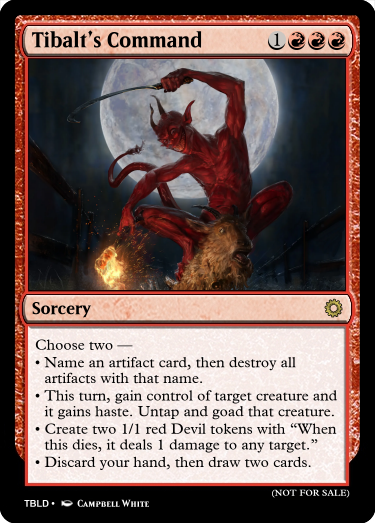 Tibalt's Command 1
Sorcery
Choose two —
• Name an artifact card, then destroy all
artifacts with that name.
• This turn, gain control of target creature and
it gains haste. Untap and goad that creature.
• Create two 1/1 red Devil tokens with “When
this dies, it deals 1 damage to any target.”
• Discard your hand, then draw two cards.
(NOT FOR SALE)
TBLD • CAMPBELL WHITE